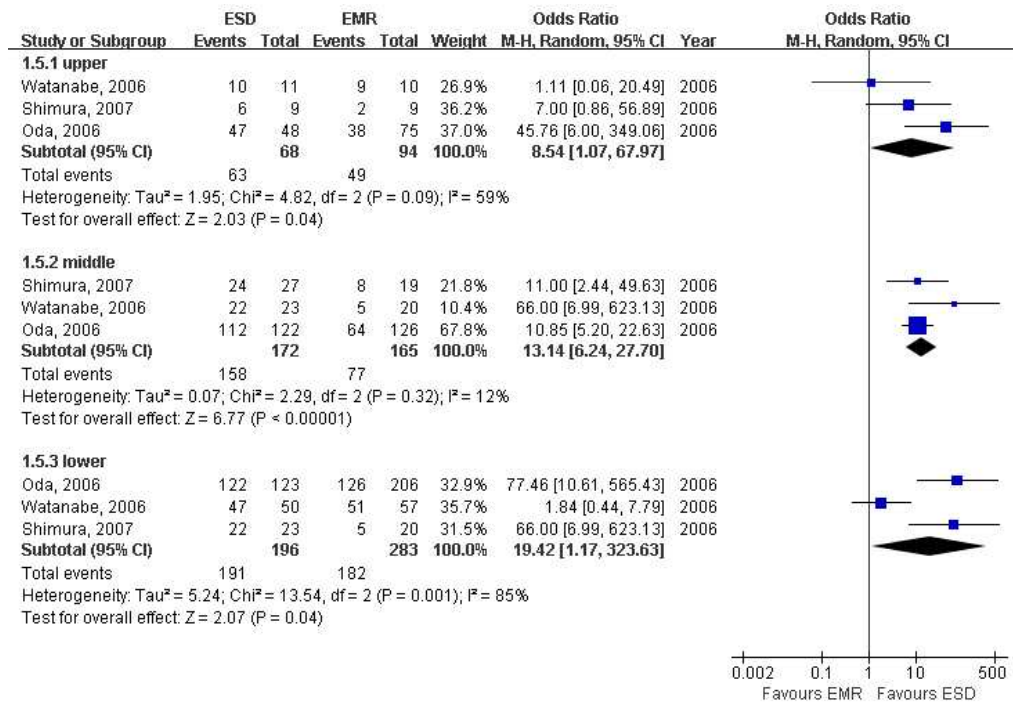 ESD EMR Odds Ratio Odds Ratio
Study or Subgroup Events Total Events Total Weight M-H, Random, 95% CI Year M-H, Random, 95% CI
1.5.1 upper
Watanabe, 2006 10 11 9 10 26.9% 1.11 [0.06, 20.49] 2006
Shimura, 2007 6 9 2 9 36.2% 7.00 [0.86, 56.89] 2006
Oda, 2006 47 48 38 75 37.0% 45.76 [6.00, 349.06] 2006
Subtotal (95% CI) 68 94 100.0% 8.54 [1.07, 67.97]
Total events 63 49
Heterogeneity: Tau² = 1.95; Chi² = 4.82, df = 2 (P = 0.09); I² = 59%
Test for overall effect: Z = 2.03 (P = 0.04)
1.5.2 middle
Shimura, 2007 24 27 8 19 21.8% 11.00 [2.44, 49.63] 2006
Watanabe, 2006 22 23 5 20 10.4% 66.00 [6.99, 623.13] 2006
Oda, 2006 112 122 64 126 67.8% 10.85 [5.20, 22.63] 2006
Subtotal (95% CI) 172 165 100.0% 13.14 [6.24, 27.70]
Total events 158 77
Heterogeneity: Tau² = 0.07; Chi² = 2.29, df = 2 (P = 0.32); I² = 12%
Test for overall effect: Z = 6.77 (P < 0.00001)
1.5.3 lower
Oda, 2006 122 123 126 206 32.9% 77.46 [10.61, 565.43] 2006
Watanabe, 2006 47 50 51 57 35.7% 1.84 [0.44, 7.79] 2006
Shimura, 2007 22 23 5 20 31.5% 66.00 [6.99, 623.13] 2006
Subtotal (95% CI) 196 283 100.0% 19.42 [1.17, 323.63]
Total events 191 182
Heterogeneity: Tau² = 5.24; Chi² = 13.54, df = 2 (P = 0.001); I² = 85%
Test for overall effect: Z = 2.07 (P = 0.04)
0.002 0.1 1 10 500
Favours EMR Favours ESD